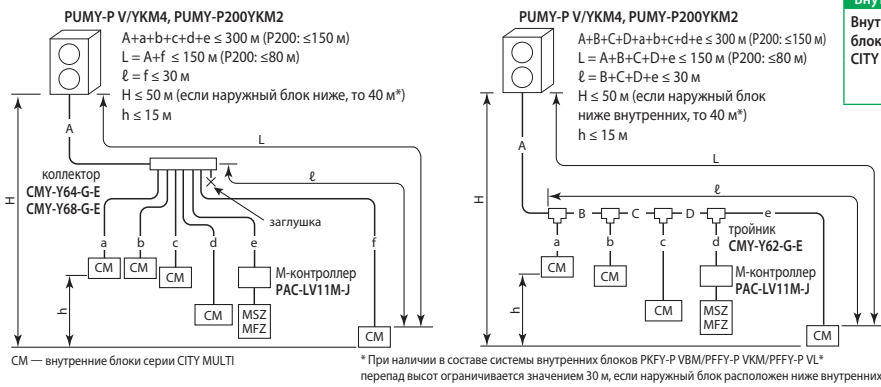 PUMY-P V/YKM4, PUMY-P200YKM2
A+a+b+c+d+e ≤ 300 м (P200: ≤150 м)
L = A+f ≤ 150 м (P200: ≤80 м)
ℓ = f ≤ 30 м
H ≤ 50 м (если наружный блок ниже, то 40 м*)
h ≤ 15 м
A
L
H
коллектор
CMY-Y64-G-E
CMY-Y68-G-E
ℓ
заглушка
a
b
c
d
e
f
CM
CM
CM
М-контроллер
PAC-LV11M-J
h
CM
MSZ
MFZ
CM
CM — внутренние блоки серии CITY MULTI
PUMY-P V/YKM4, PUMY-P200YKM2
A+B+C+D+a+b+c+d+e ≤ 300 м (P200: ≤150 м)
L = A+B+C+D+e ≤ 150 м (P200: ≤80 м)
ℓ = B+C+D+e ≤ 30 м
H ≤ 50 м (если наружный блок
ниже внутренних, то 40 м*)
h ≤ 15 м
A
L
H
ℓ
B
C
D
e
тройник
CMY-Y62-G-E
a
b
c
d
CM
CM
М-контроллер
PAC-LV11M-J
h
CM
MSZ
MFZ
CM
* При наличии в составе системы внутренних блоков PKFY-P VBM/PFFY-P VKM/PFFY-P VL*
перепад высот ограничивается значением 30 м, если наружный блок расположен ниже внутренних
Внут
блок
CITY